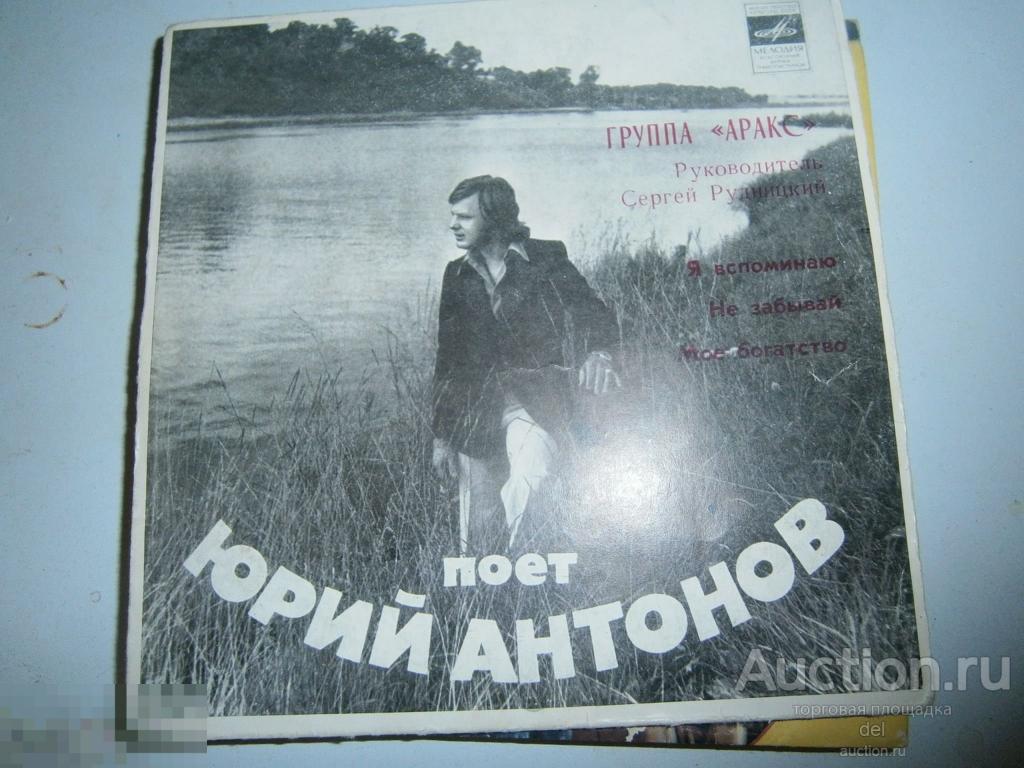 МЕЛОДИЯ
ГРУППА «АРАКС»
Руководитель
Сергей Рудницкий
Я вспоминаю
Не забывай
Мое богатство
поет
ЮРИЙ АНТОНОВ
Auction.ru
торговая площадка
del
auction.ru